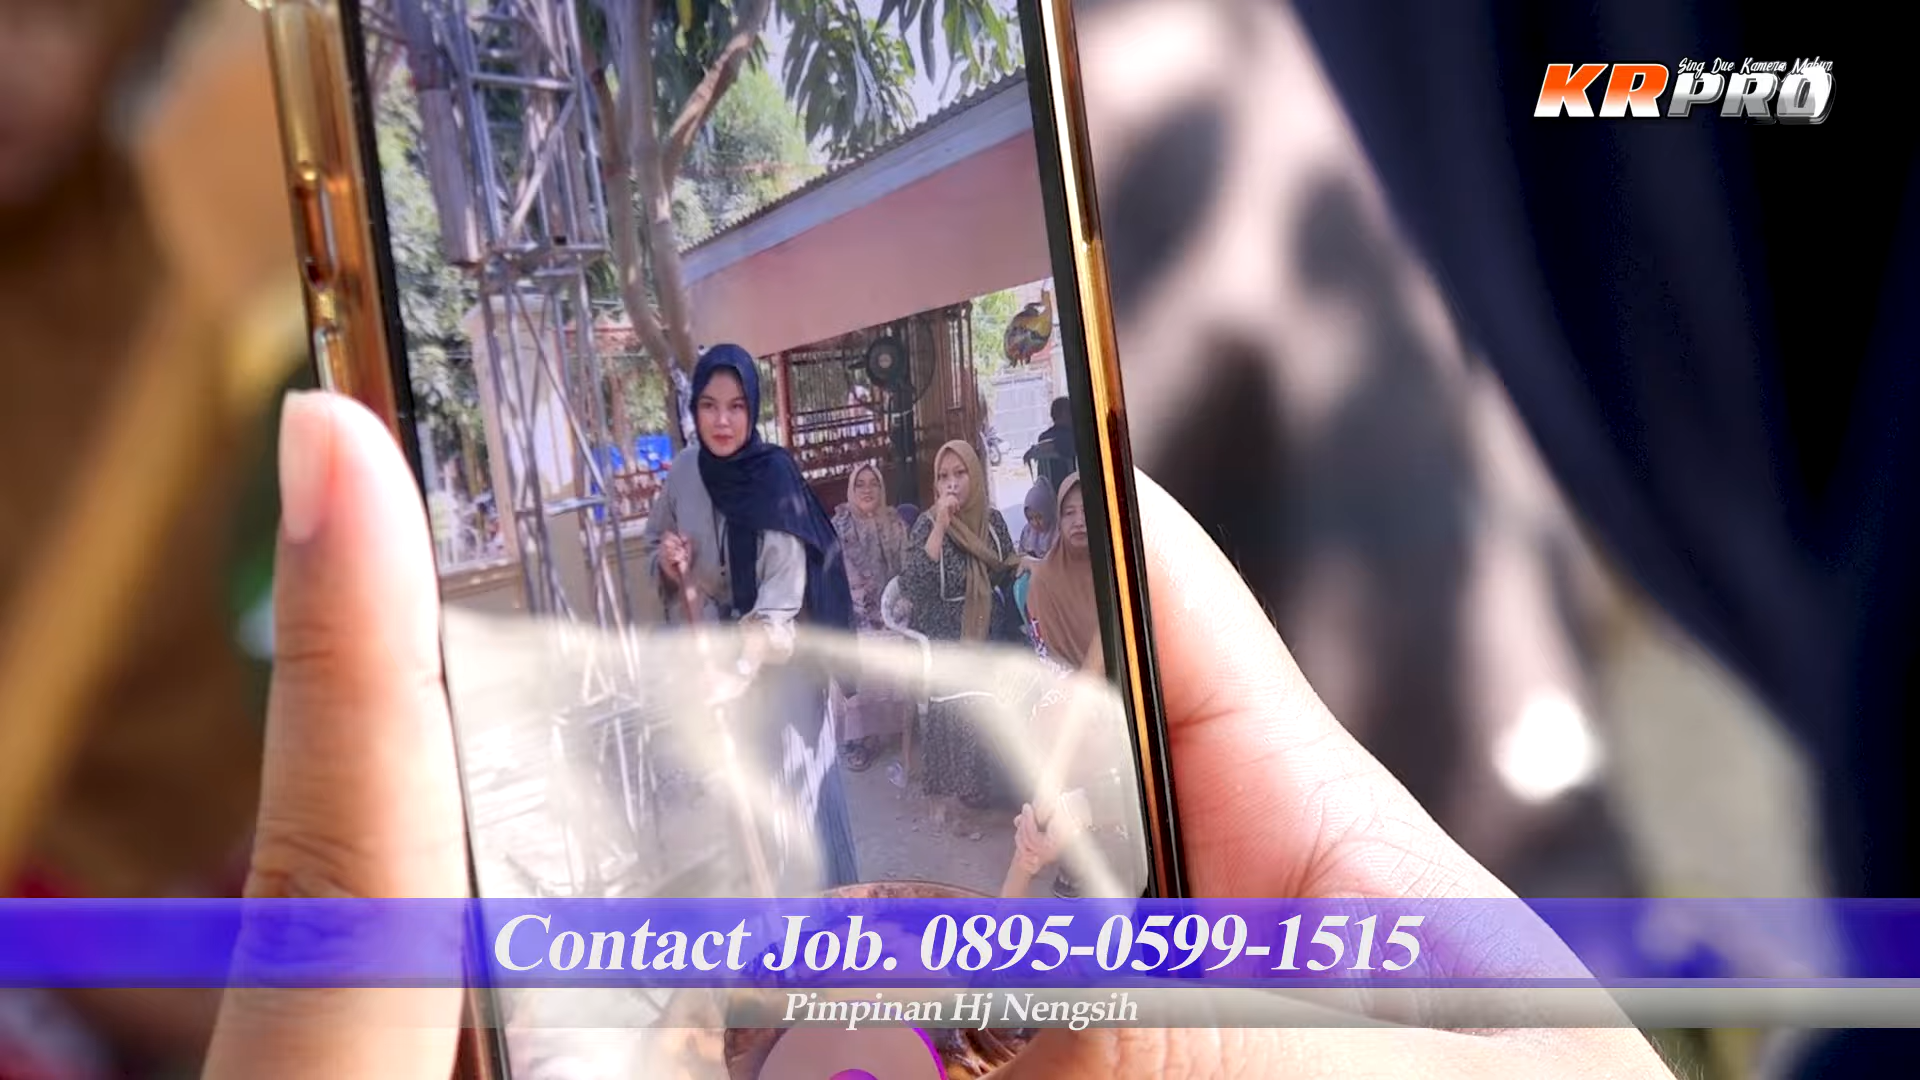 Sing Due Kamera Mabur
KRPRO
Contact Job. 0895-0599-1515
Pimpinan Hj Nengsih